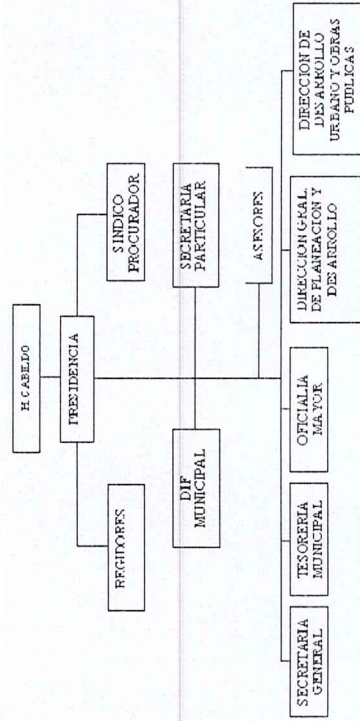 H. CABILDO
PRESIDENCIA
REGIDORES
SINDICO
PROCURADOR
DIF
MUNICIPAL
SECRETARIA
PARTICULAR
ASESORES
SECRETARIA
GENERAL
TESORERIA
MUNICIPAL
OFICIALIA
MAYOR
DIRECCION GRAL.
DE PLANEACION Y
DESARROLLO
DIRECCION DE
DESARROLLO
URBANO Y OBRAS
PUBLICAS